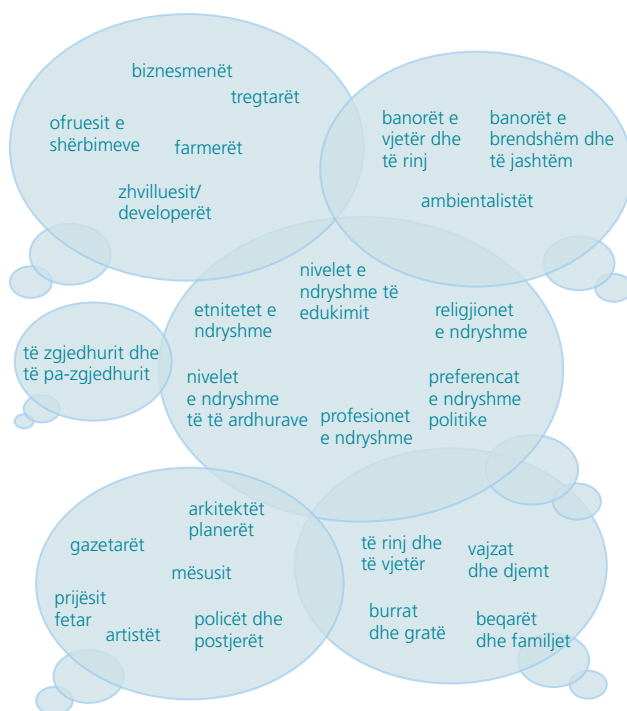 biznesmenët
tregtarët
ofruesit e
shërbimeve
farmerët
zhvilluesit/
developerët
banorët e
vjetër dhe
të rinj
banorët e
brendshëm dhe
të jashtëm
ambientalistët
nivelet e
ndryshme të
edukimit
etnitetet e
ndryshme
religjionet
e ndryshme
të zgjedhurit dhe
të pa-zgjedhurit
nivelet
e ndryshme
të të ardhurave
profesionet
e ndryshme
preferencat
e ndryshme
politike
arkitektët
planerët
gazetarët
mësusit
prijësit
fetar
artistët
policët dhe
postjerët
të rinj dhe
të vjetër
vajzat
dhe djemt
burrat
dhe gratë
beqarët
dhe familjet